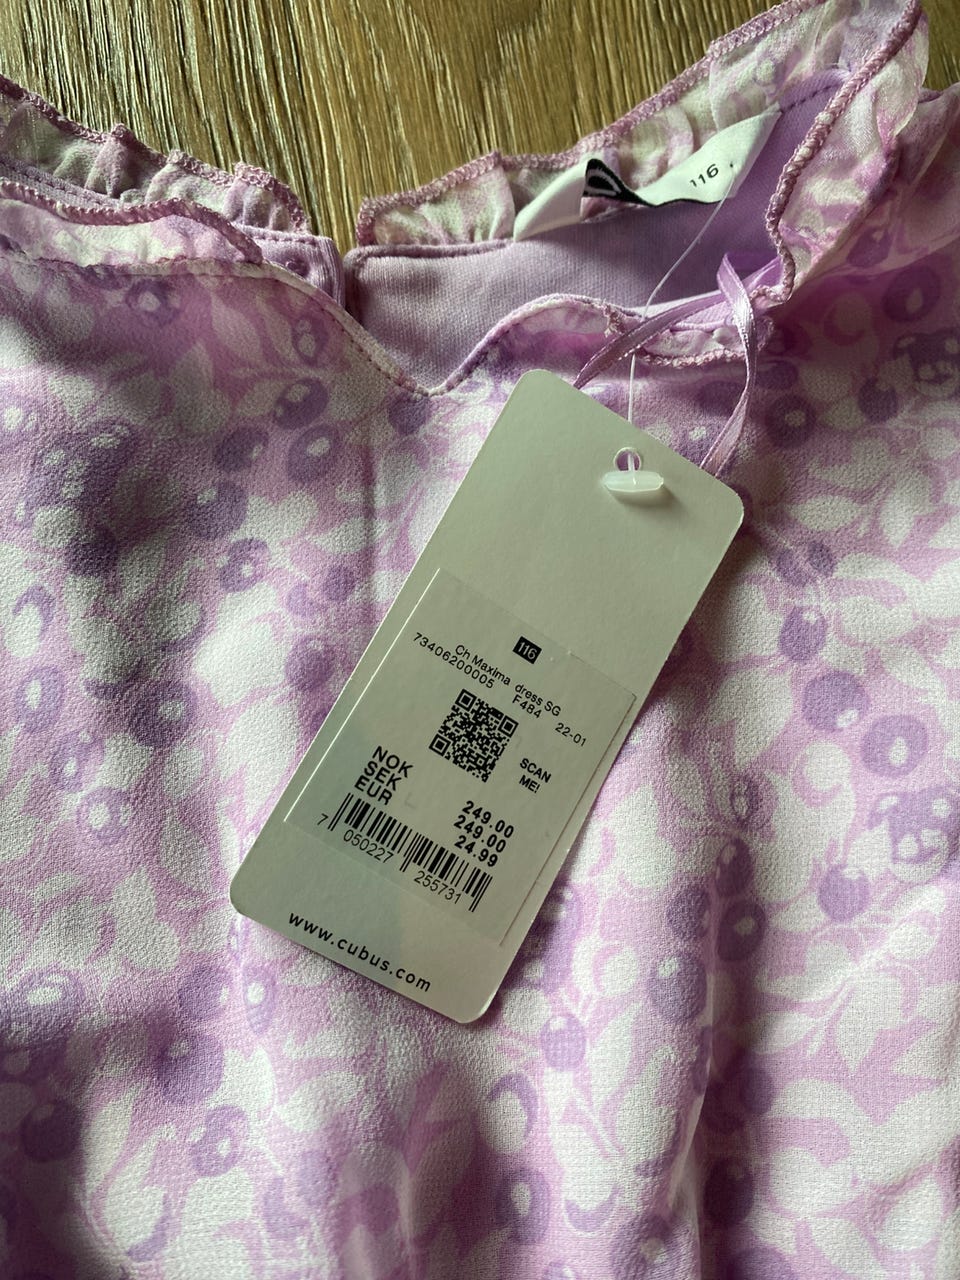 116
116
Ch Maxima dress SG
73406200005 F484 22-01
SCAN
ME!
NOK 249.00
SEK 249.00
EUR 24.99
7 050227 255731
www.cubus.com